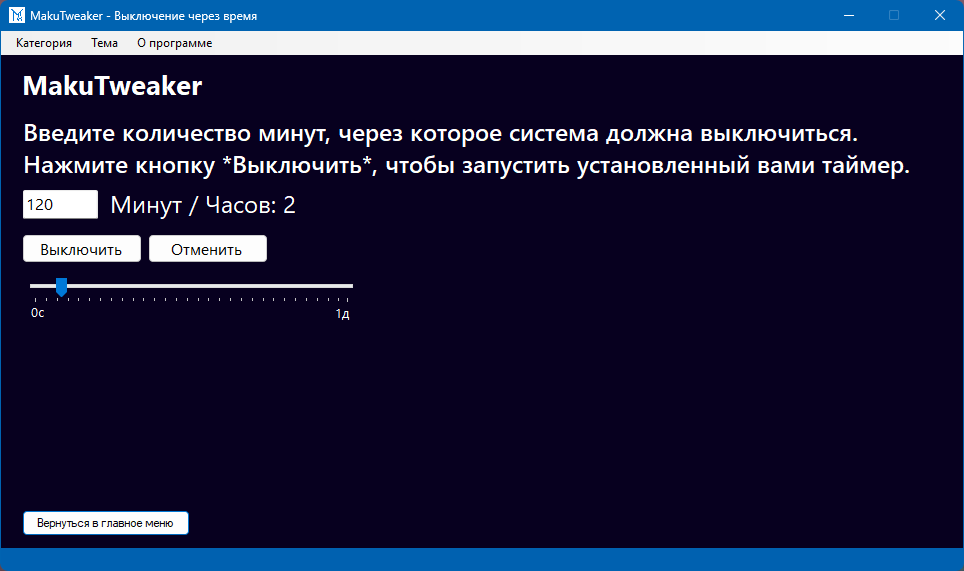 MakuTweaker - Выключение через время
Категория Тема О программе
MakuTweaker
Введите количество минут, через которое система должна выключиться.
Нажмите кнопку *Выключить*, чтобы запустить установленный вами таймер.
120 Минут / Часов: 2
Выключить Отменить
0с 1д
Вернуться в главное меню